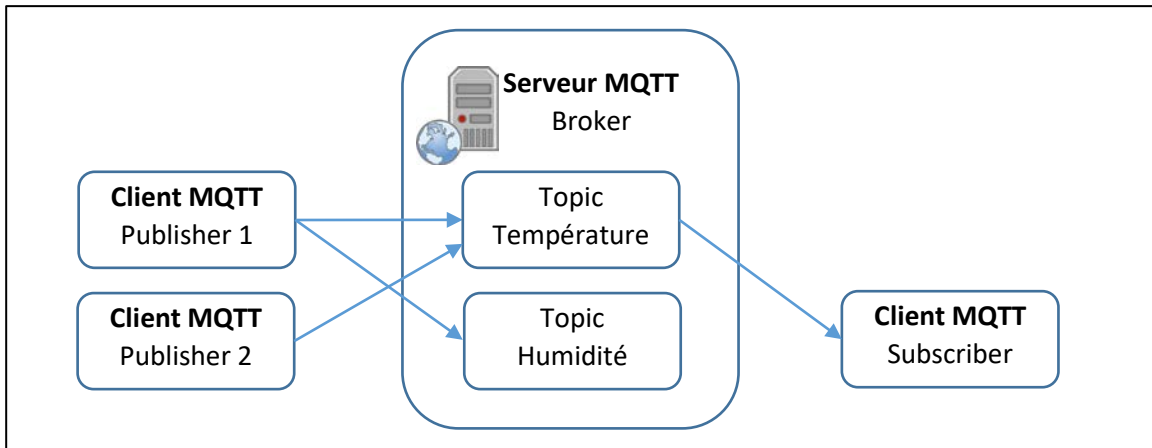 Serveur MQTT
Broker
Client MQTT
Publisher 1
Client MQTT
Publisher 2
Topic
Température
Topic
Humidité
Client MQTT
Subscriber